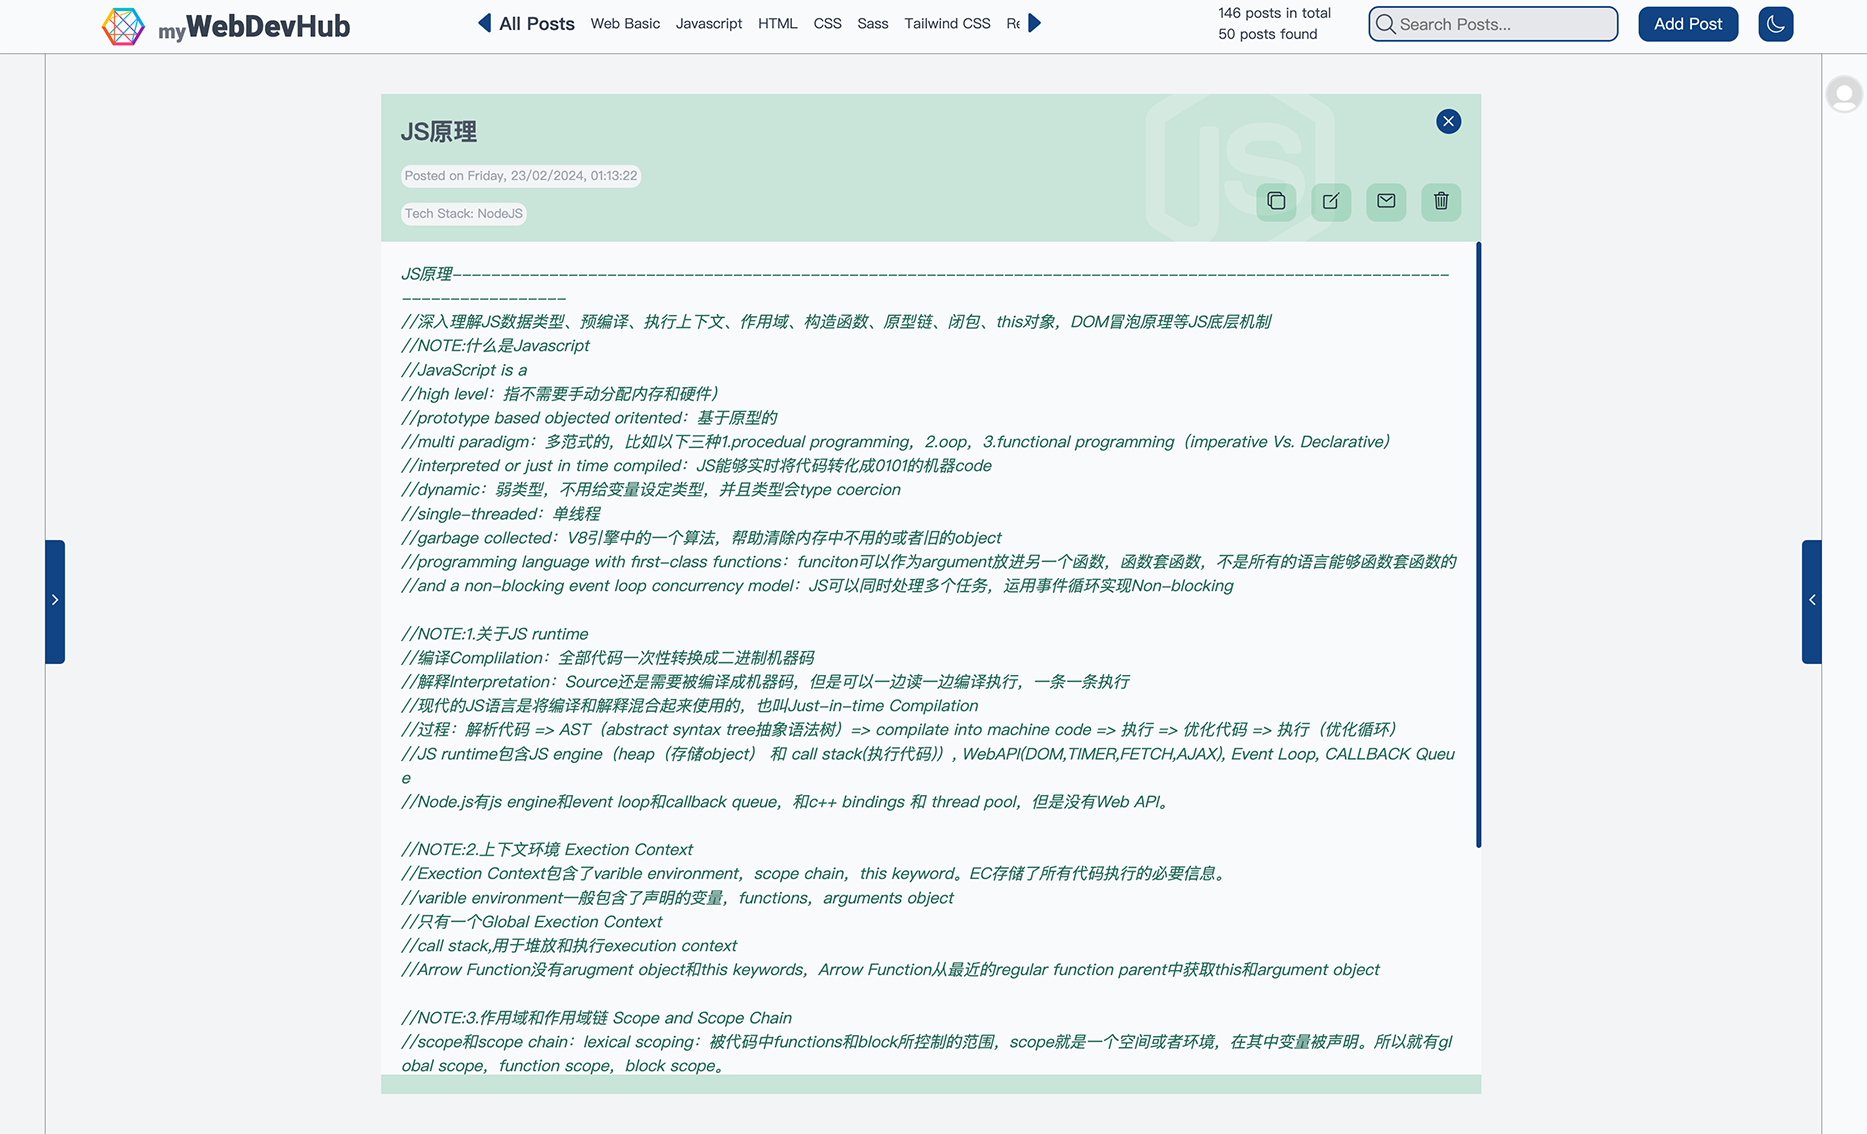 myWebDevHub
All Posts Web Basic Javascript HTML CSS Sass Tailwind CSS Re
146 posts in total
50 posts found
Search Posts...
Add Post
JS原理
JS
Posted on Friday, 23/02/2024, 01:13:22
Tech Stack: NodeJS
JS原理-------------------------------------------------------------------------------------------------------
-----------------
//深入理解JS数据类型、预编译、执行上下文、作用域、构造函数、原型链、闭包、this对象，DOM冒泡原理等JS底层机制
//NOTE:什么是Javascript
//JavaScript is a
//high level：指不需要手动分配内存和硬件）
//prototype based objected oritented：基于原型的
//multi paradigm：多范式的，比如以下三种1.procedual programming，2.oop，3.functional programming（imperative Vs. Declarative）
//interpreted or just in time compiled：JS能够实时将代码转化成0101的机器code
//dynamic：弱类型，不用给变量设定类型，并且类型会type coercion
//single-threaded：单线程
//garbage collected：V8引擎中的一个算法，帮助清除内存中不用的或者旧的object
//programming language with first-class functions：funciton可以作为argument放进另一个函数，函数套函数，不是所有的语言能够函数套函数的
//and a non-blocking event loop concurrency model：JS可以同时处理多个任务，运用事件循环实现Non-blocking
//NOTE:1.关于JS runtime
//编译Complilation：全部代码一次性转换成二进制机器码
//解释Interpretation：Source还是需要被编译成机器码，但是可以一边读一边编译执行，一条一条执行
//现代的JS语言是将编译和解释混合起来使用的，也叫Just-in-time Compilation
//过程：解析代码 => AST（abstract syntax tree抽象语法树）=> compilate into machine code => 执行 => 优化代码 => 执行（优化循环）
//JS runtime包含JS engine（heap（存储object） 和 call stack(执行代码)）, WebAPI(DOM,TIMER,FETCH,AJAX), Event Loop, CALLBACK Queu
e
//Node.js有js engine和event loop和callback queue，和c++ bindings 和 thread pool，但是没有Web API。
//NOTE:2.上下文环境 Exection Context
//Exection Context包含了varible environment，scope chain，this keyword。EC存储了所有代码执行的必要信息。
//varible environment一般包含了声明的变量，functions，arguments object
//只有一个Global Exection Context
//call stack,用于堆放和执行execution context
//Arrow Function没有arugment object和this keywords，Arrow Function从最近的regular function parent中获取this和argument object
//NOTE:3.作用域和作用域链 Scope and Scope Chain
//scope和scope chain：lexical scoping：被代码中functions和block所控制的范围，scope就是一个空间或者环境，在其中变量被声明。所以就有gl
obal scope，function scope，block scope。